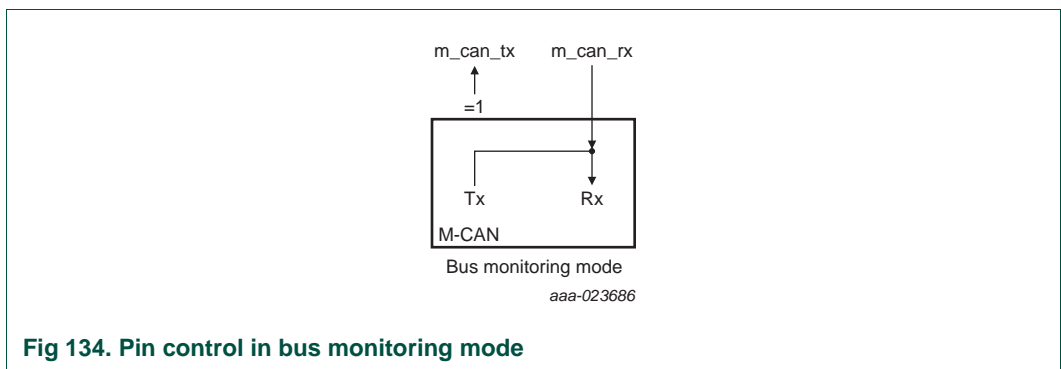 m_can_tx m_can_rx
=1
Tx Rx
M-CAN
Bus monitoring mode
aaa-023686
Fig 134. Pin control in bus monitoring mode